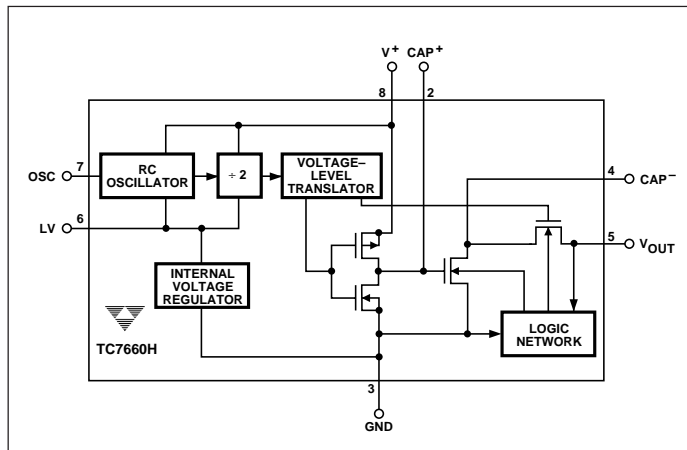 V+ CAP+
8 2
OSC 7
RC
OSCILLATOR
÷ 2
VOLTAGE–
LEVEL
TRANSLATOR
4 CAP–
LV 6
5 VOUT
INTERNAL
VOLTAGE
REGULATOR
LOGIC
NETWORK
TC7660H
3
GND